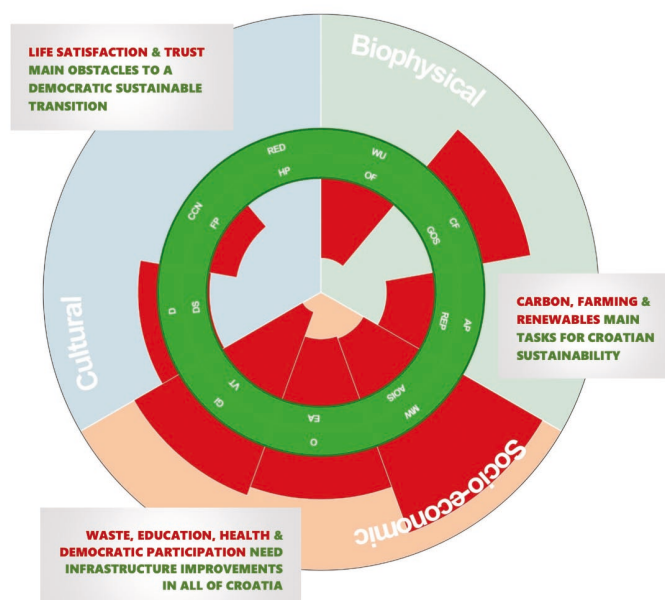 LIFE SATISFACTION & TRUST
MAIN OBSTACLES TO A
DEMOCRATIC SUSTAINABLE
TRANSITION
Biophysical
RED
WU
HP
OF
CCN
FP
CF
GOS
Cultural
D
DS
AP
REP
CARBON, FARMING &
RENEWABLES MAIN
TASKS FOR CROATIAN
SUSTAINABILITY
VT
GI
EA
O
AOIS
MW
Socio-economic
WASTE, EDUCATION, HEALTH &
DEMOCRATIC PARTICIPATION NEED
INFRASTRUCTURE IMPROVEMENTS
IN ALL OF CROATIA